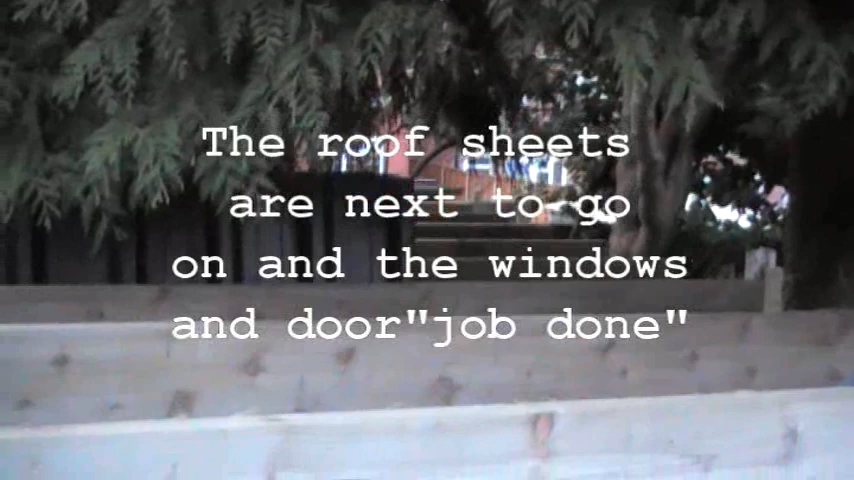 The roof sheets
are next to go
on and the windows
and door"job done"